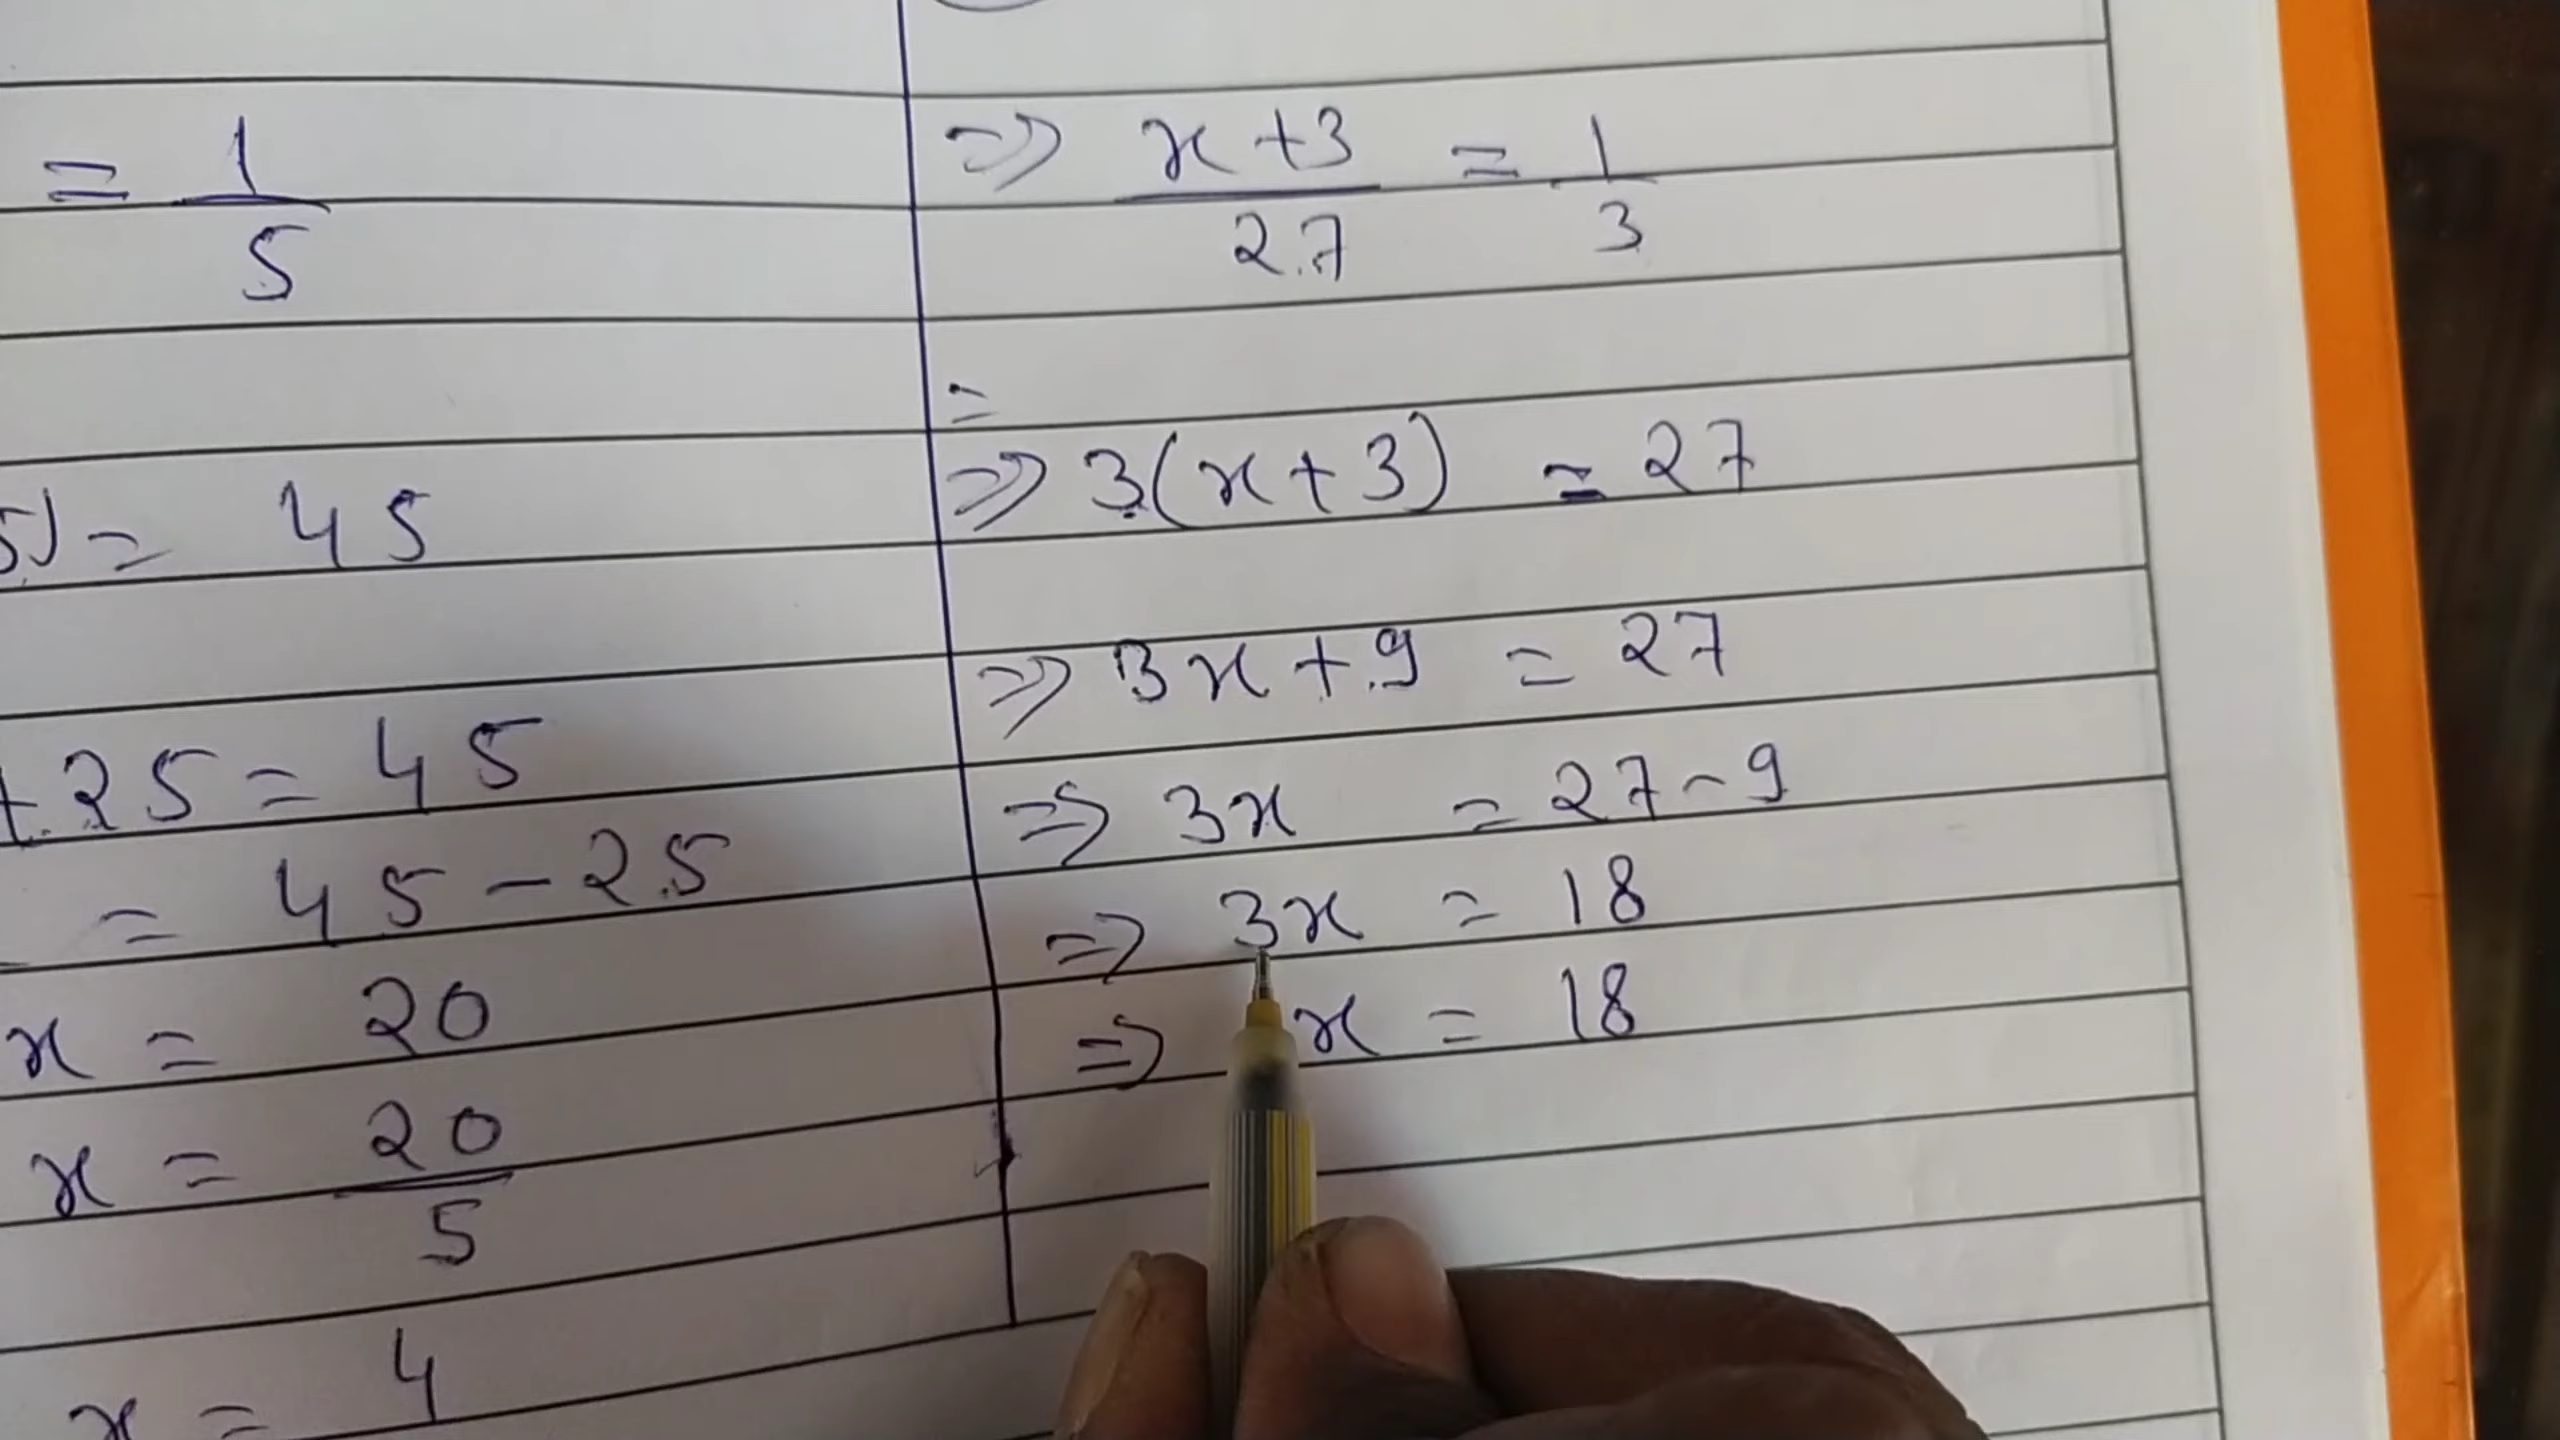 = 1/5
5) = 45
+ 25 = 45
= 45 - 25
x = 20
x = 20/5
x = 4
⇒ x + 3/27 = 1/3
=
⇒ 3(x + 3) = 27
⇒ 3x + 9 = 27
⇒ 3x = 27 - 9
⇒ 3x = 18
⇒ x = 18